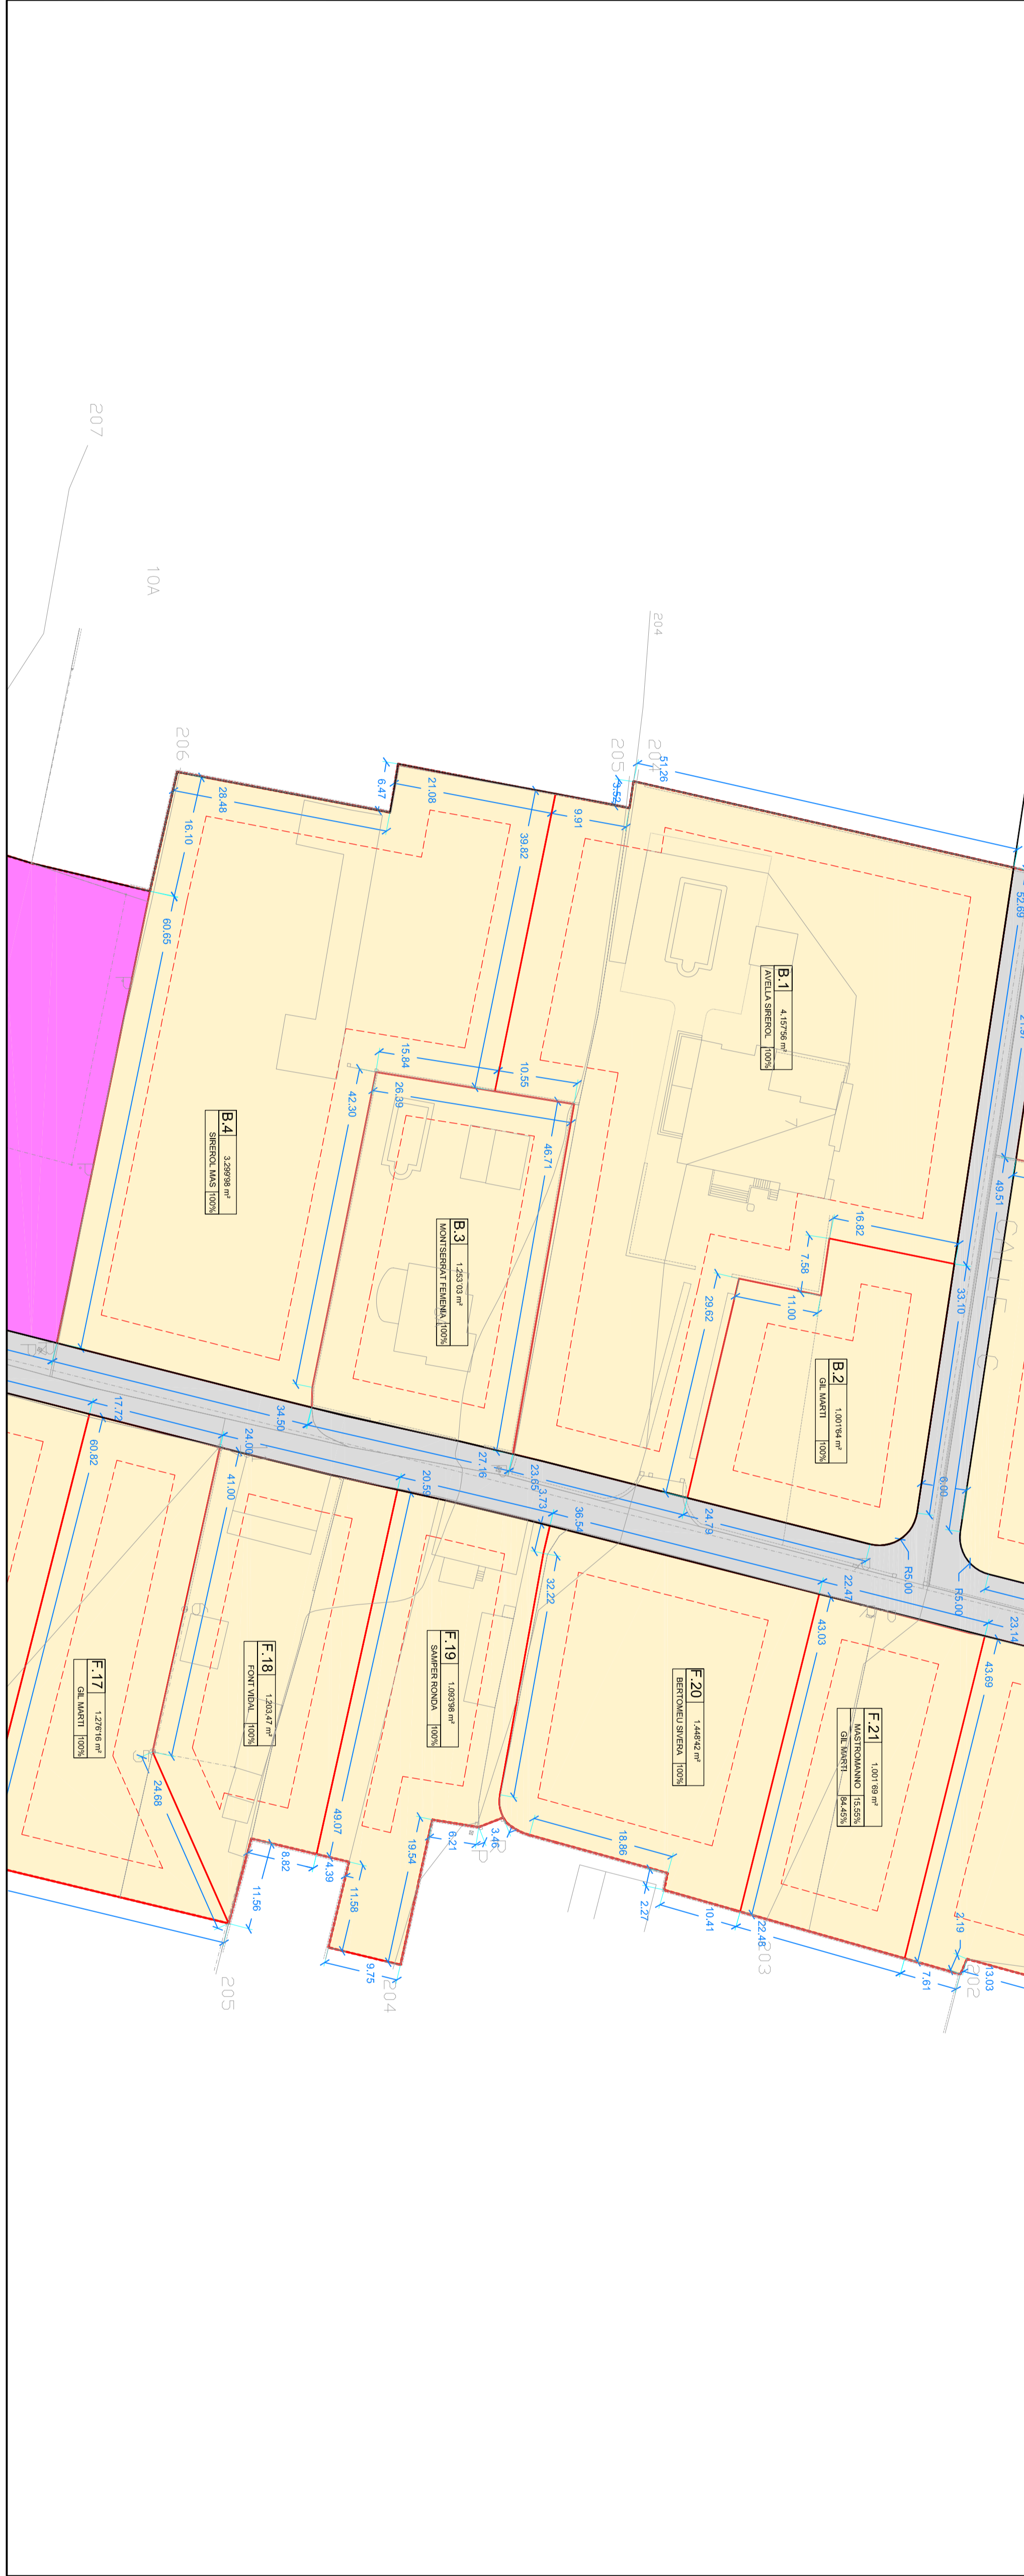 207
10A
206
204
205
204
51.26
3.52
6.47
21.08
9.91
28.48
16.10
39.82
60.65
52.69
B.1 4.157'56 m²
AVELLA SIREROL 100%
15.84
10.55
26.39
42.30
46.71
B.4 3.299'98 m²
SIREROL MAS 100%
B.3 1.253'03 m²
MONTSERRAT FEMENIA 100%
49.51
16.82
7.58
11.00
29.62
33.10
B.2 1.001'64 m²
GIL MARTI 100%
CALLE C
34.50
27.16
23.65
24.79
6.00
R5.00
R5.00
17.72
24.00
20.59
3.73
36.54
22.47
23.14
60.82
41.00
32.22
43.03
43.69
F.17 1.276'16 m²
GIL MARTI 100%
F.18 1.203,47 m²
FONT VIDAL 100%
F.19 1.093'98 m²
SAMPER RONDA 100%
F.20 1.448'42 m²
BERTOMEU SIVERA 100%
F.21 1.001'69 m²
MASTROMANNO 15.55%
GIL MARTI 84.45%
24.68
49.07
8.82
4.39
11.56
11.58
9.75
19.54
6.21
3.46
18.86
2.27
10.41
22.48
7.61
2.19
13.03
205
204
203
202